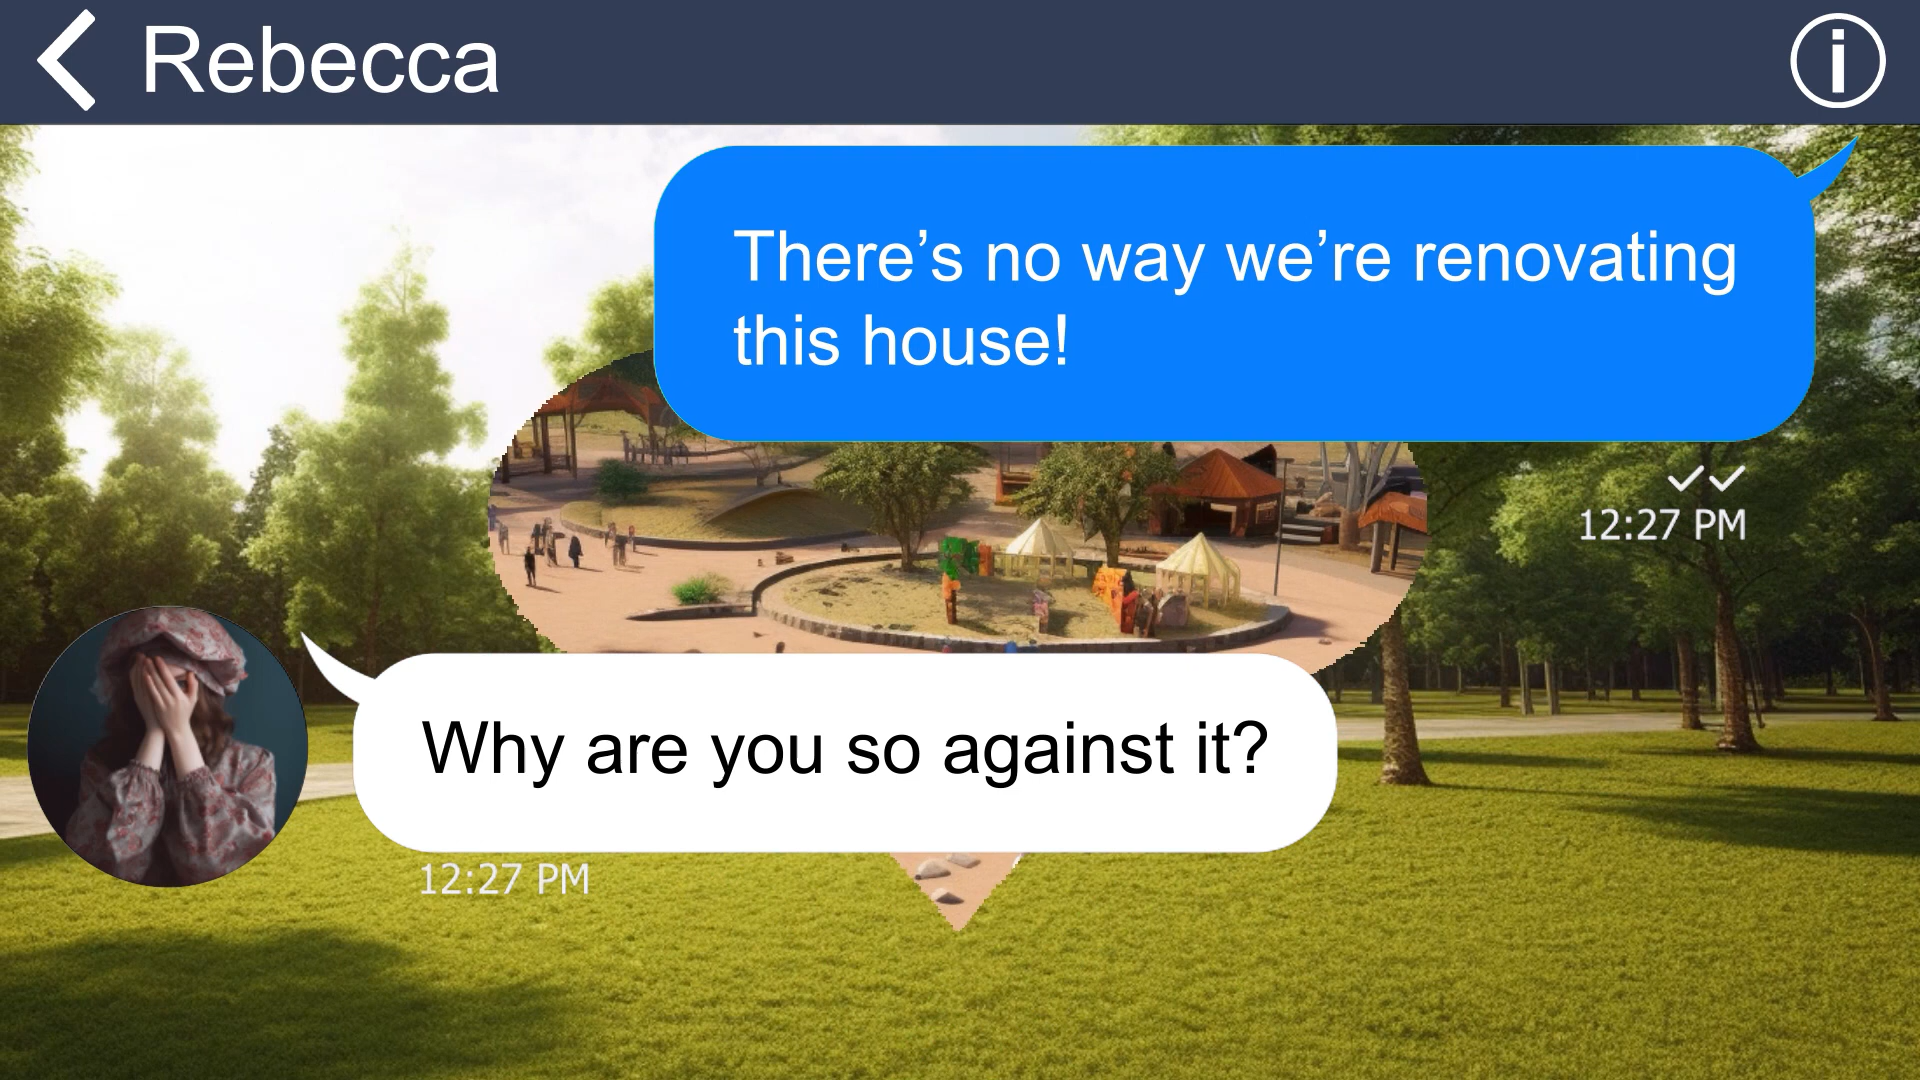 Rebecca
There’s no way we’re renovating
this house!
12:27 PM
Why are you so against it?
12:27 PM